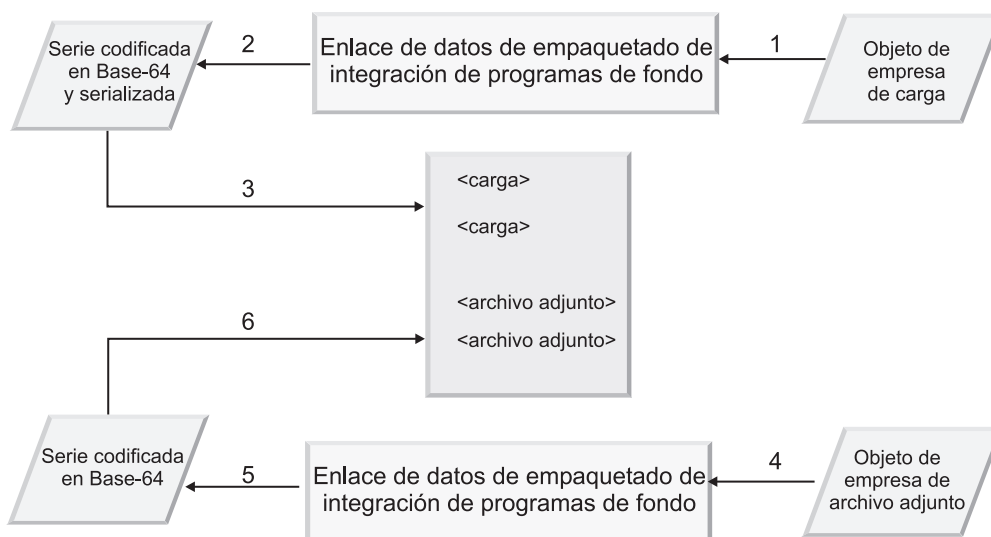 Serie codificada
en Base-64
y serializada
2
Enlace de datos de empaquetado de
integración de programas de fondo
1
Objeto de
empresa
de carga
3
<carga>
<carga>
<archivo adjunto>
<archivo adjunto>
6
Serie codificada
en Base-64
5
Enlace de datos de empaquetado de
integración de programas de fondo
4
Objeto de
empresa de
archivo adjunto